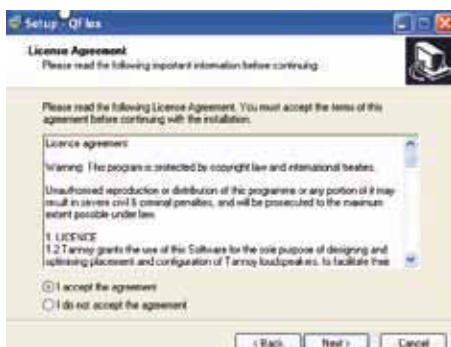 Setup - QFlex
License Agreement
Please read the following important information before continuing.
Please read the following License Agreement. You must accept the terms of this
agreement before continuing with the installation.
Licence agreement
Warning: This program is protected by copyright law and international treaties.
Unauthorised reproduction or distribution of this programme or any portion of it may
result in severe civil & criminal penalties, and will be prosecuted to the maximum
extent possible under law.
1. LICENCE
1.2 Tannoy grants the use of this Software for the sole purpose of designing and
optimising placement and configuration of Tannoy loudspeakers, to facilitate their
I accept the agreement
I do not accept the agreement
< Back
Next >
Cancel